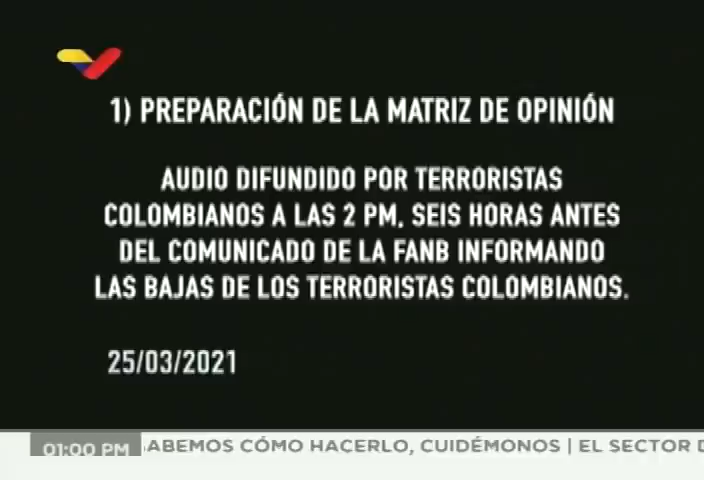 1) PREPARACIÓN DE LA MATRIZ DE OPINIÓN
AUDIO DIFUNDIDO POR TERRORISTAS
COLOMBIANOS A LAS 2 PM, SEIS HORAS ANTES
DEL COMUNICADO DE LA FANB INFORMANDO
LAS BAJAS DE LOS TERRORISTAS COLOMBIANOS.
25/03/2021
01:00 PM SABEMOS CÓMO HACERLO, CUIDÉMONOS | EL SECTOR